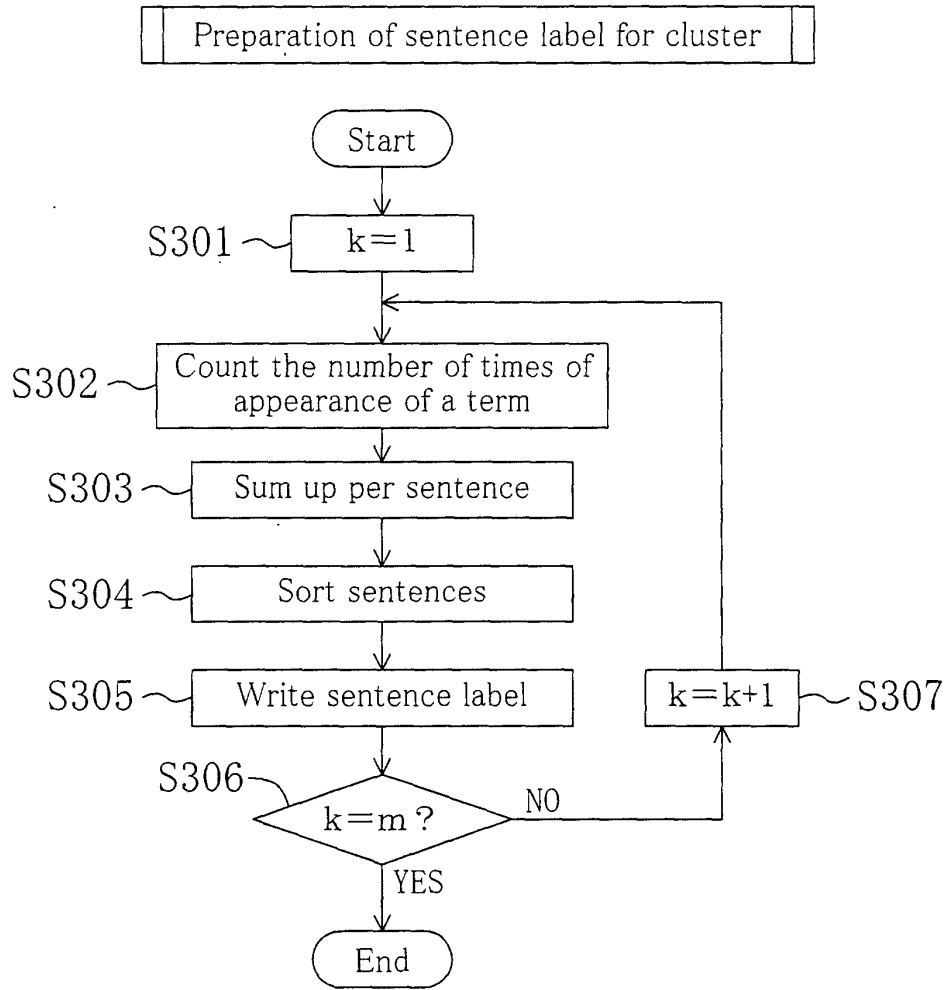 Preparation of sentence label for cluster
Start
S301
k=1
S302
Count the number of times of
appearance of a term
S303
Sum up per sentence
S304
Sort sentences
S305
Write sentence label
k=k+1
S307
S306
k=m?
NO
YES
End